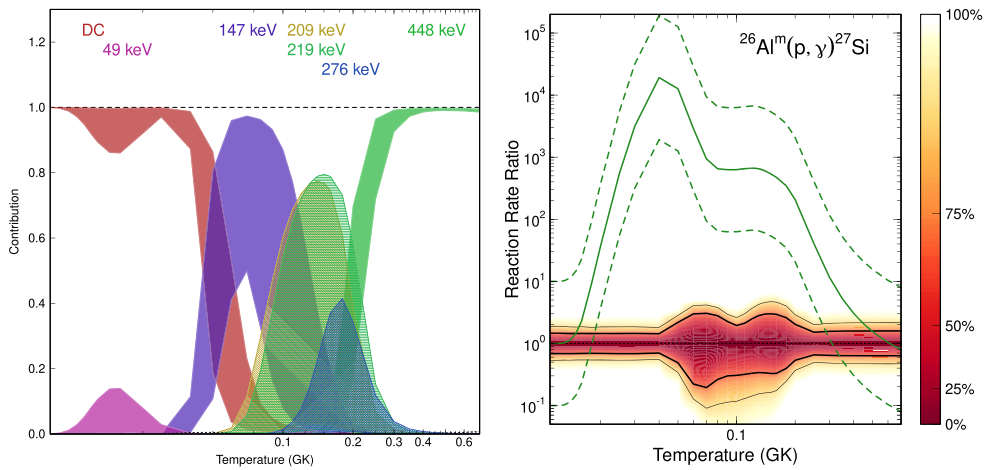 DC 147 keV 209 keV 448 keV
49 keV 219 keV
276 keV
1.2
1.0
0.8
0.6
0.4
0.2
0.0
Contribution
0.1 0.2 0.3 0.4 0.6
Temperature (GK)
²⁶Alᵐ(p, γ)²⁷Si
10⁵
10⁴
10³
10²
10¹
10⁰
10⁻¹
Reaction Rate Ratio
0.1
Temperature (GK)
100%
75%
50%
25%
0%